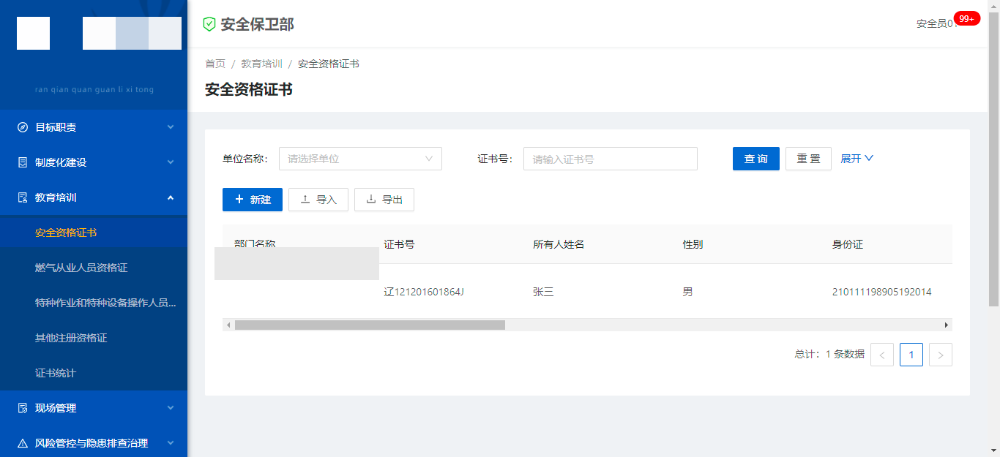 ran qian quan guan li xi tong
目标职责
制度化建设
教育培训
安全资格证书
燃气从业人员资格证
特种作业和特种设备操作人员...
其他注册资格证
证书统计
现场管理
风险管控与隐患排查治理
安全保卫部
安全员0
99+
首页 / 教育培训 / 安全资格证书
安全资格证书
单位名称: 请选择单位 证书号: 请输入证书号 查 询 重 置 展开
新建 导入 导出
部门名称 证书号 所有人姓名 性别 身份证
辽121201601864J 张三 男 210111198905192014
总计: 1 条数据 < 1 >